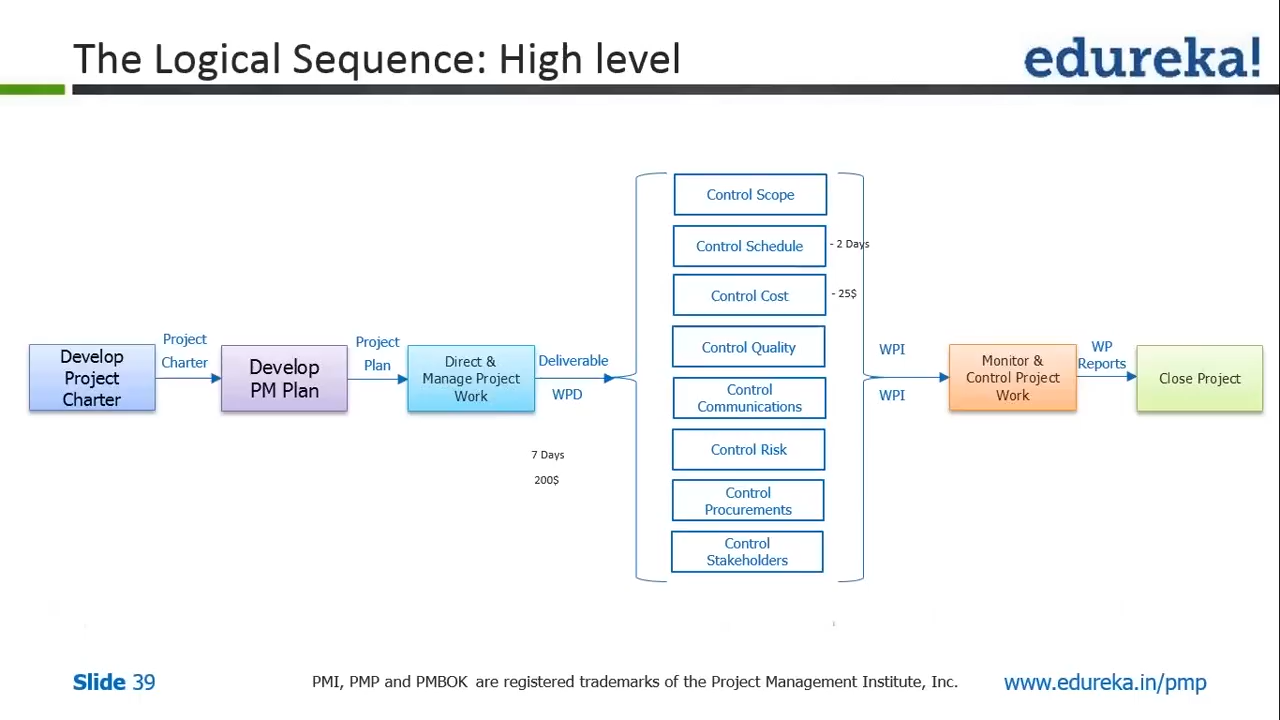 The Logical Sequence: High level
edureka!
Develop
Project
Charter
Project
Charter
Develop
PM Plan
Project
Plan
Direct &
Manage Project
Work
Deliverable
WPD
7 Days
200$
Control Scope
Control Schedule
- 2 Days
Control Cost
- 25$
Control Quality
Control
Communications
Control Risk
Control
Procurements
Control
Stakeholders
WPI
WPI
Monitor &
Control Project
Work
WP
Reports
Close Project
Slide 39
PMI, PMP and PMBOK are registered trademarks of the Project Management Institute, Inc.
www.edureka.in/pmp